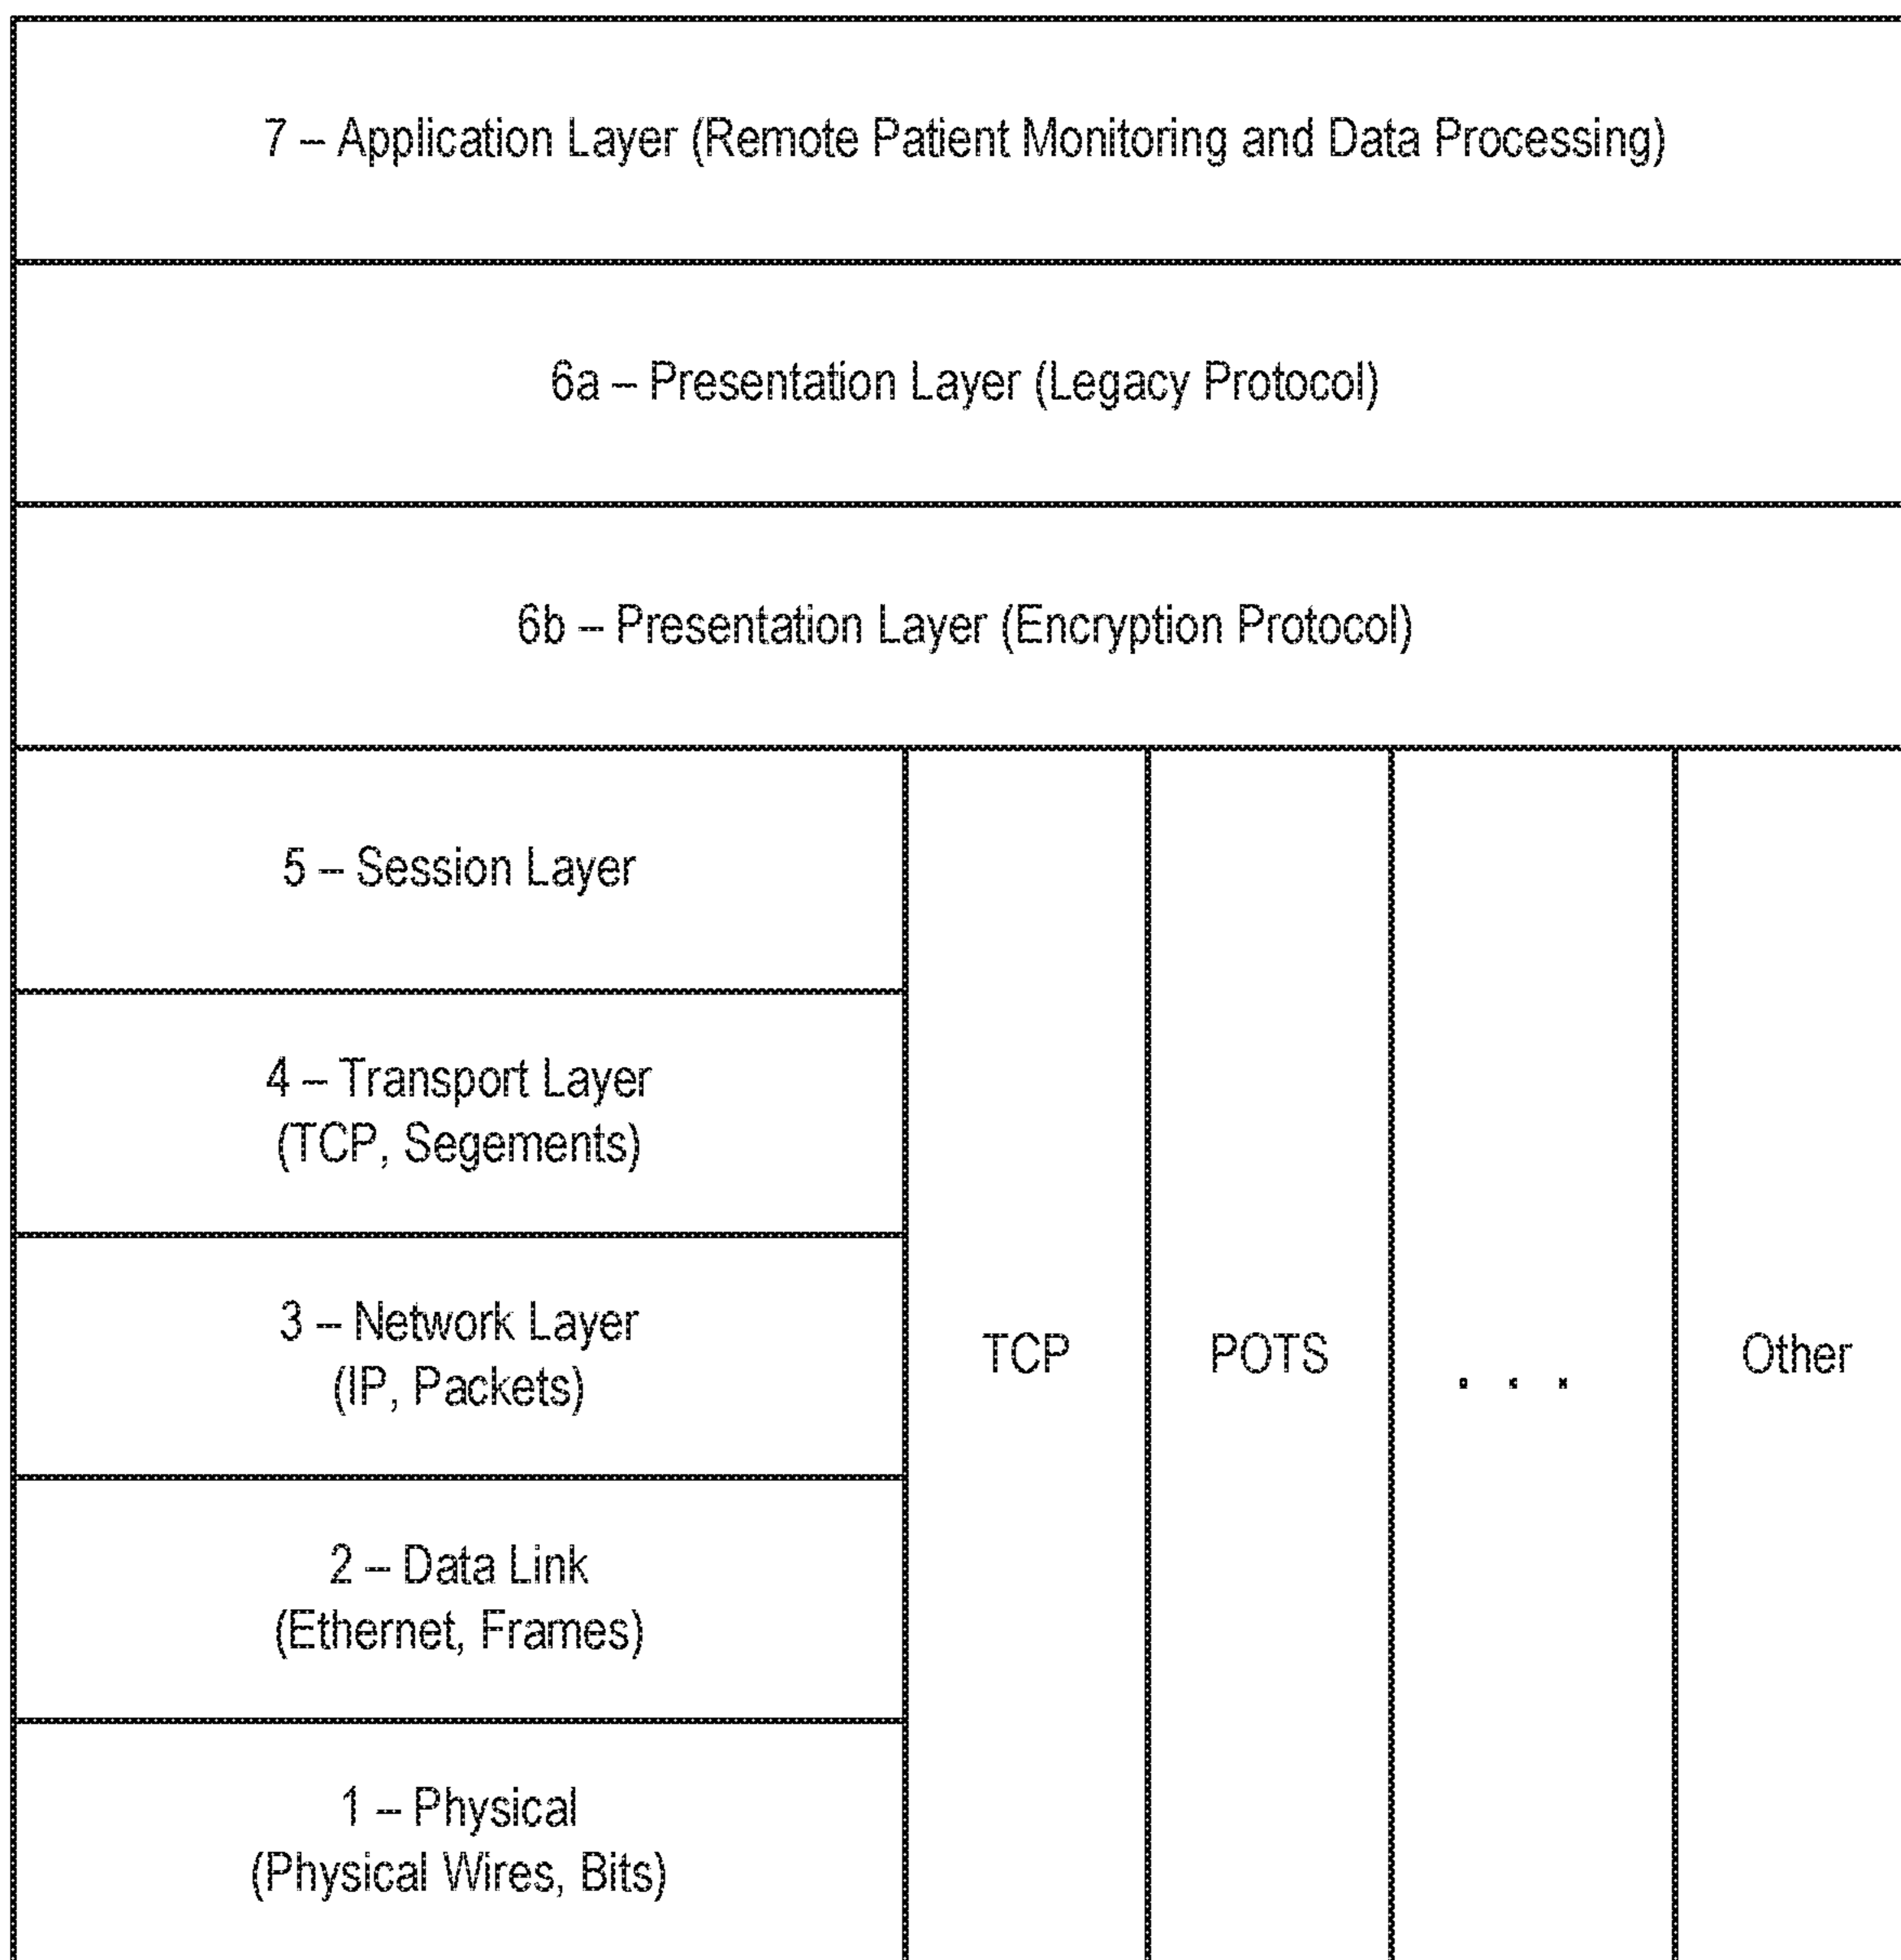 7 – Application Layer (Remote Patient Monitoring and Data Processing)
6a – Presentation Layer (Legacy Protocol)
6b – Presentation Layer (Encryption Protocol)
5 – Session Layer
4 – Transport Layer
(TCP, Segements)
3 – Network Layer
(IP, Packets)
2 – Data Link
(Ethernet, Frames)
1 – Physical
(Physical Wires, Bits)
TCP
POTS
. . .
Other